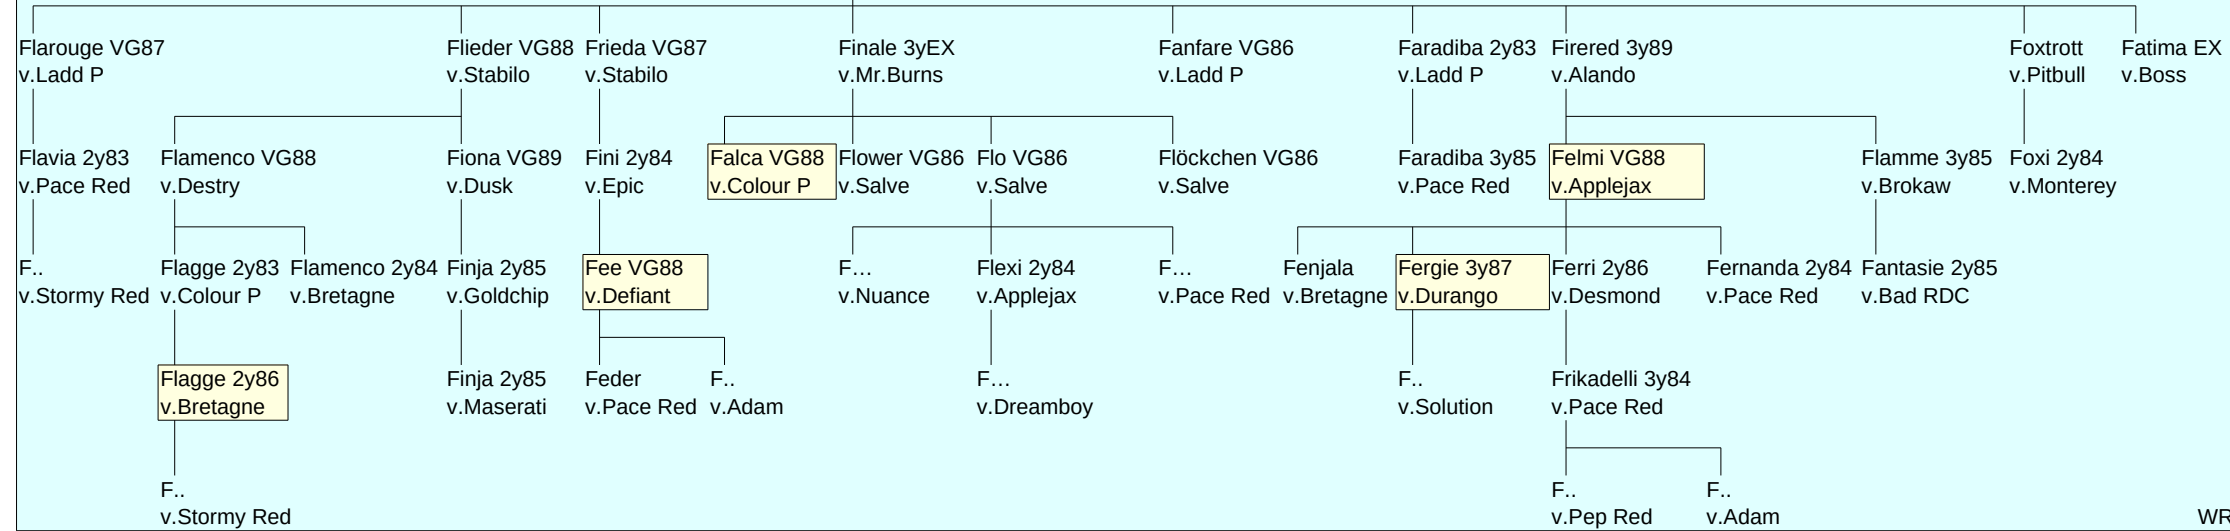 Flarouge VG87 Flieder VG88 Frieda VG87 Finale 3yEX Fanfare VG86 Faradiba 2y83 Firered 3y89 Foxtrott Fatima EX
v.Ladd P v.Stabilo v.Stabilo v.Mr.Burns v.Ladd P v.Ladd P v.Alando v.Pitbull v.Boss
Flavia 2y83 Flamenco VG88 Fiona VG89 Fini 2y84 Falca VG88 Flower VG86 Flo VG86 Flöckchen VG86 Faradiba 3y85 Felmi VG88 Flamme 3y85 Foxi 2y84
v.Pace Red v.Destry v.Dusk v.Epic v.Colour P v.Salve v.Salve v.Salve v.Pace Red v.Applejax v.Brokaw v.Monterey
F.. Flagge 2y83 Flamenco 2y84 Finja 2y85 Fee VG88 F... Flexi 2y84 F... Fenjala Fergie 3y87 Ferri 2y86 Fernanda 2y84 Fantasie 2y85
v.Stormy Red v.Colour P v.Bretagne v.Goldchip v.Defiant v.Nuance v.Applejax v.Pace Red v.Bretagne v.Durango v.Desmond v.Pace Red v.Bad RDC
Flagge 2y86 Finja 2y85 Feder F.. F... F.. Frikadelli 3y84
v.Bretagne v.Maserati v.Pace Red v.Adam v.Dreamboy v.Solution v.Pace Red
F.. F.. F..
v.Stormy Red v.Pep Red v.Adam WR